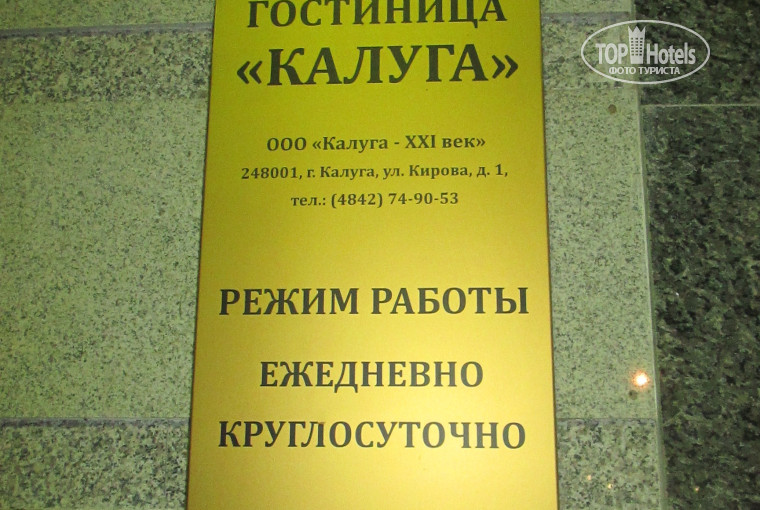 ГОСТИНИЦА
«КАЛУГА»
ООО «Калуга - XXI век»
248001, г. Калуга, ул. Кирова, д. 1,
тел.: (4842) 74-90-53
РЕЖИМ РАБОТЫ
ЕЖЕДНЕВНО
КРУГЛОСУТОЧНО
TOP Hotels
ФОТО ТУРИСТА